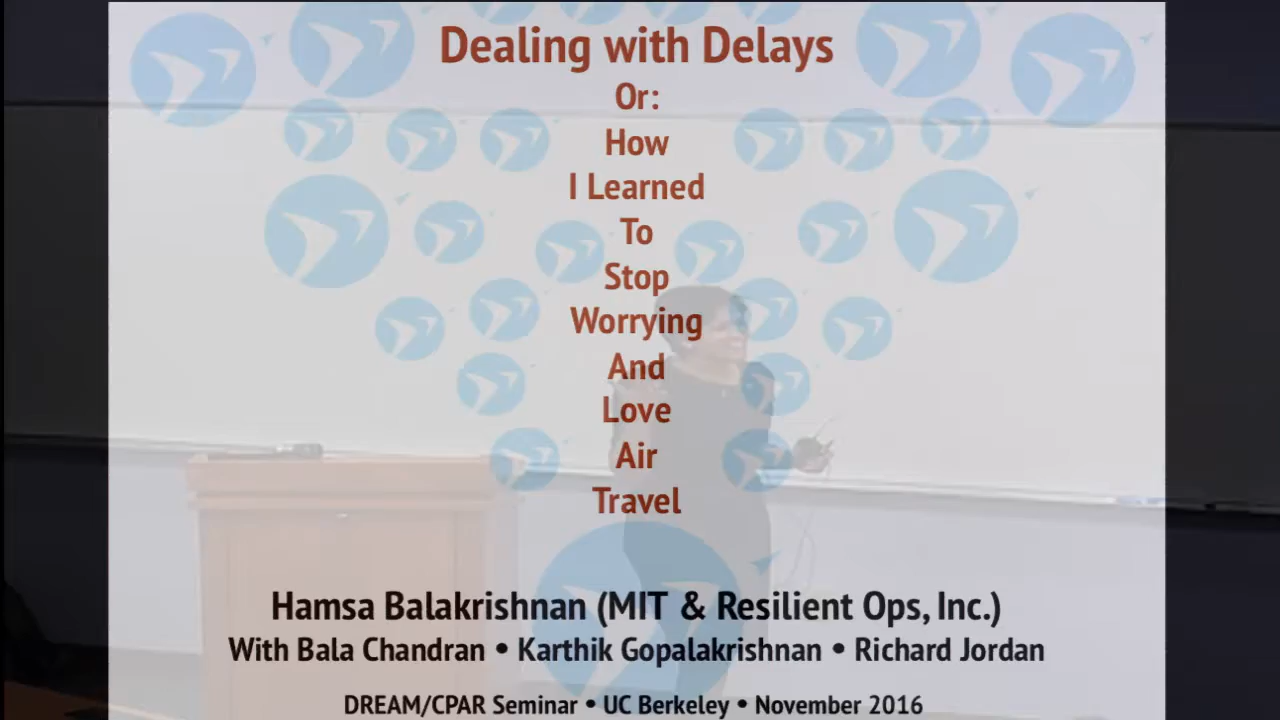 Dealing with Delays
Or:
How
I Learned
To
Stop
Worrying
And
Love
Air
Travel
Hamsa Balakrishnan (MIT & Resilient Ops, Inc.)
With Bala Chandran • Karthik Gopalakrishnan • Richard Jordan
DREAM/CPAR Seminar • UC Berkeley • November 2016